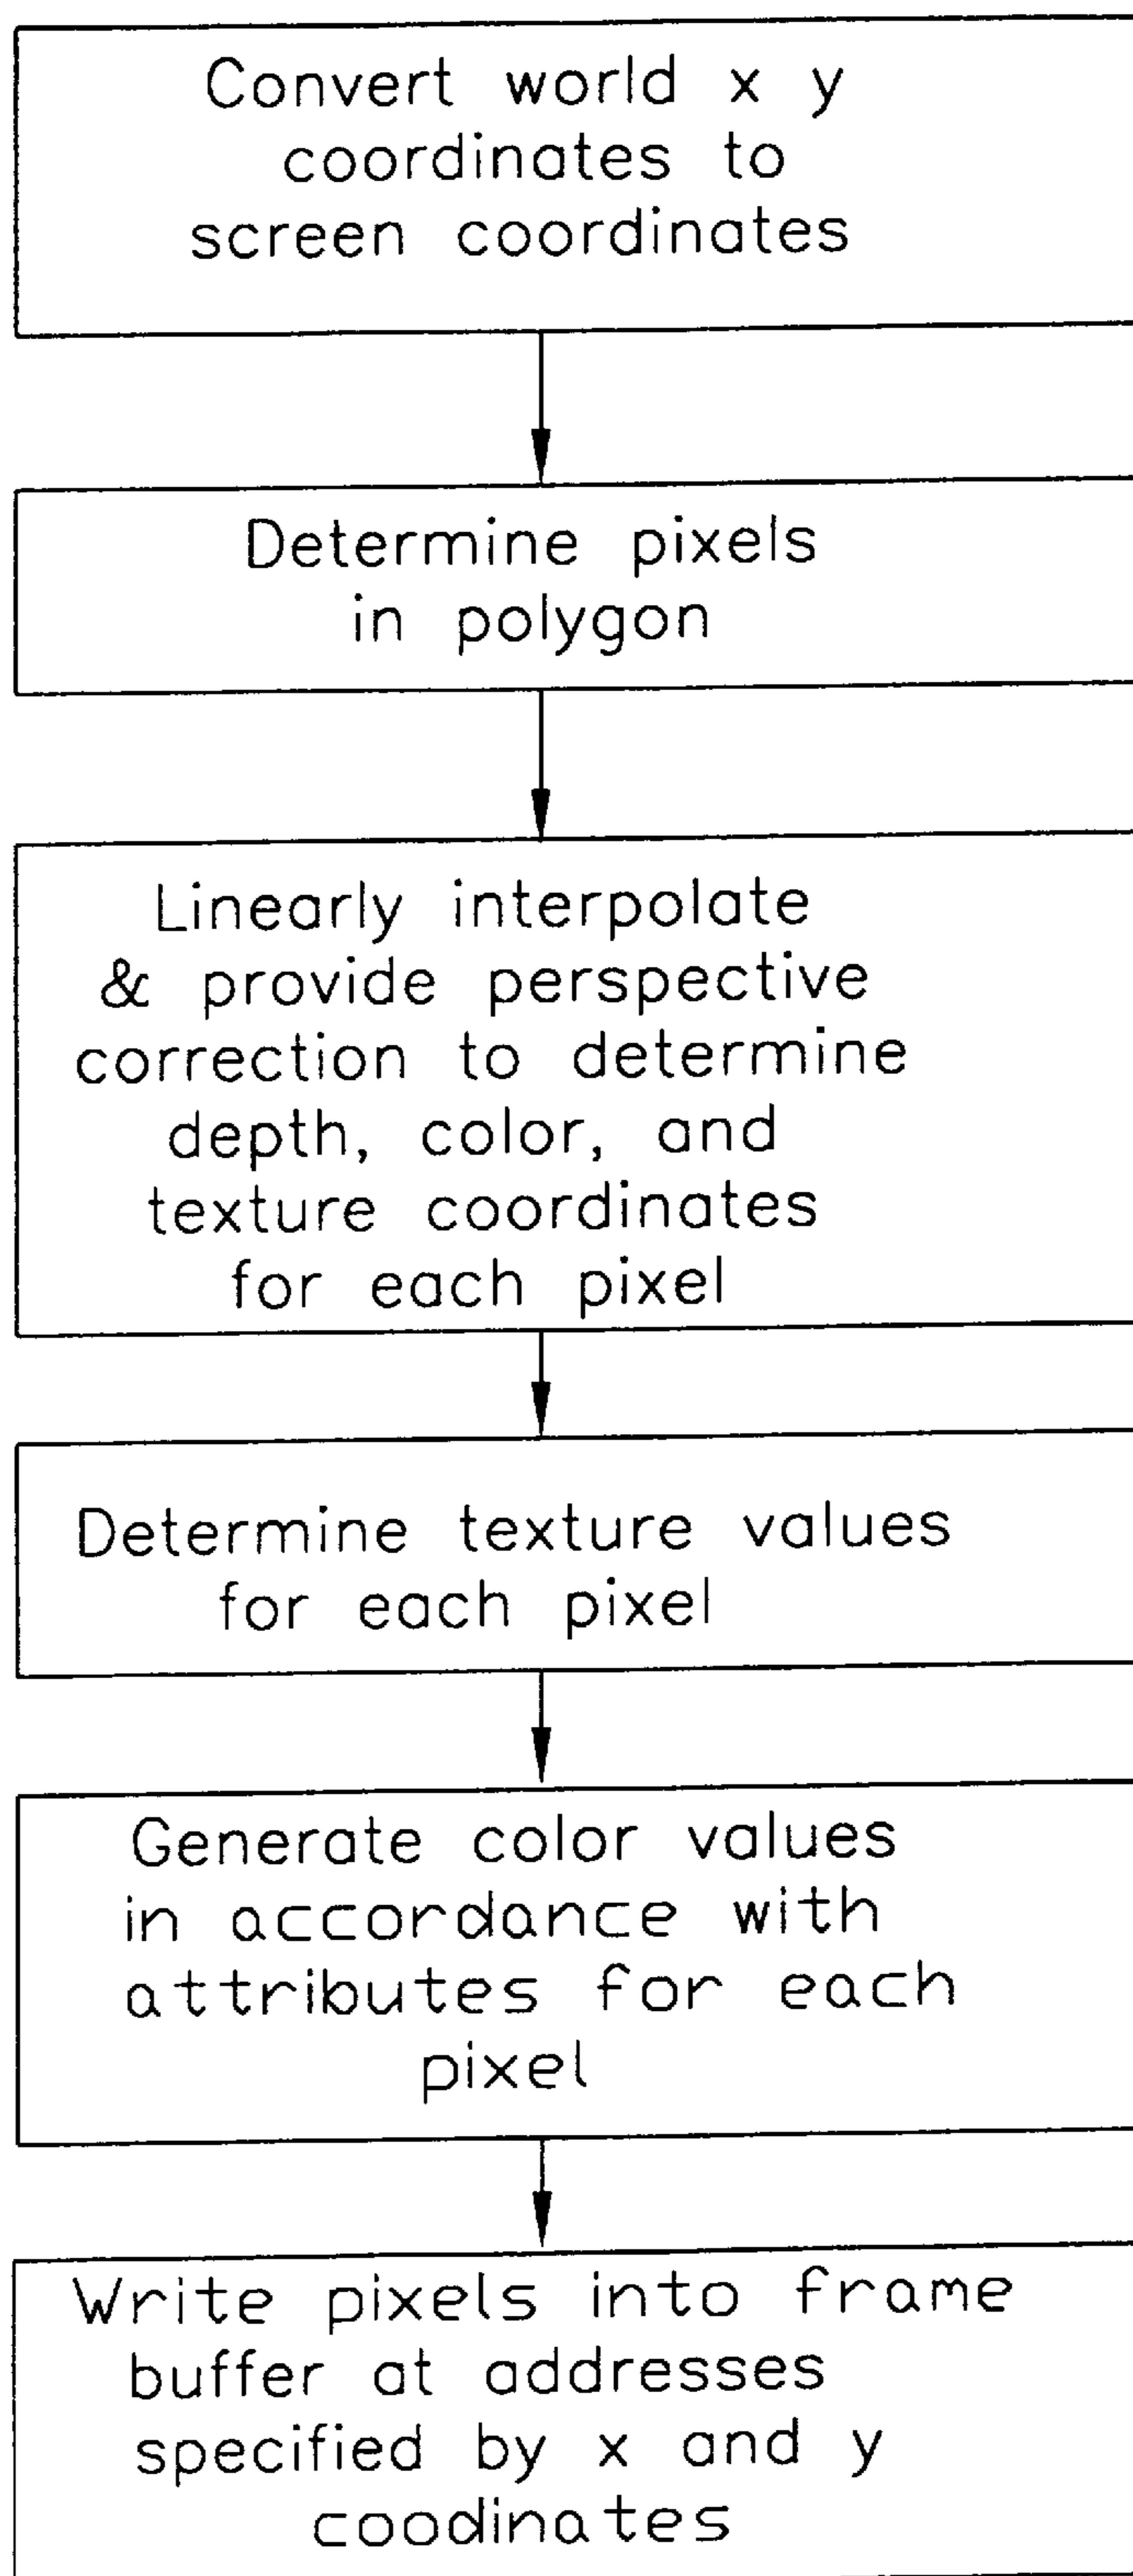 Convert world x y
coordinates to
screen coordinates
Determine pixels
in polygon
Linearly interpolate
& provide perspective
correction to determine
depth, color, and
texture coordinates
for each pixel
Determine texture values
for each pixel
Generate color values
in accordance with
attributes for each
pixel
Write pixels into frame
buffer at addresses
specified by x and y
coodinates